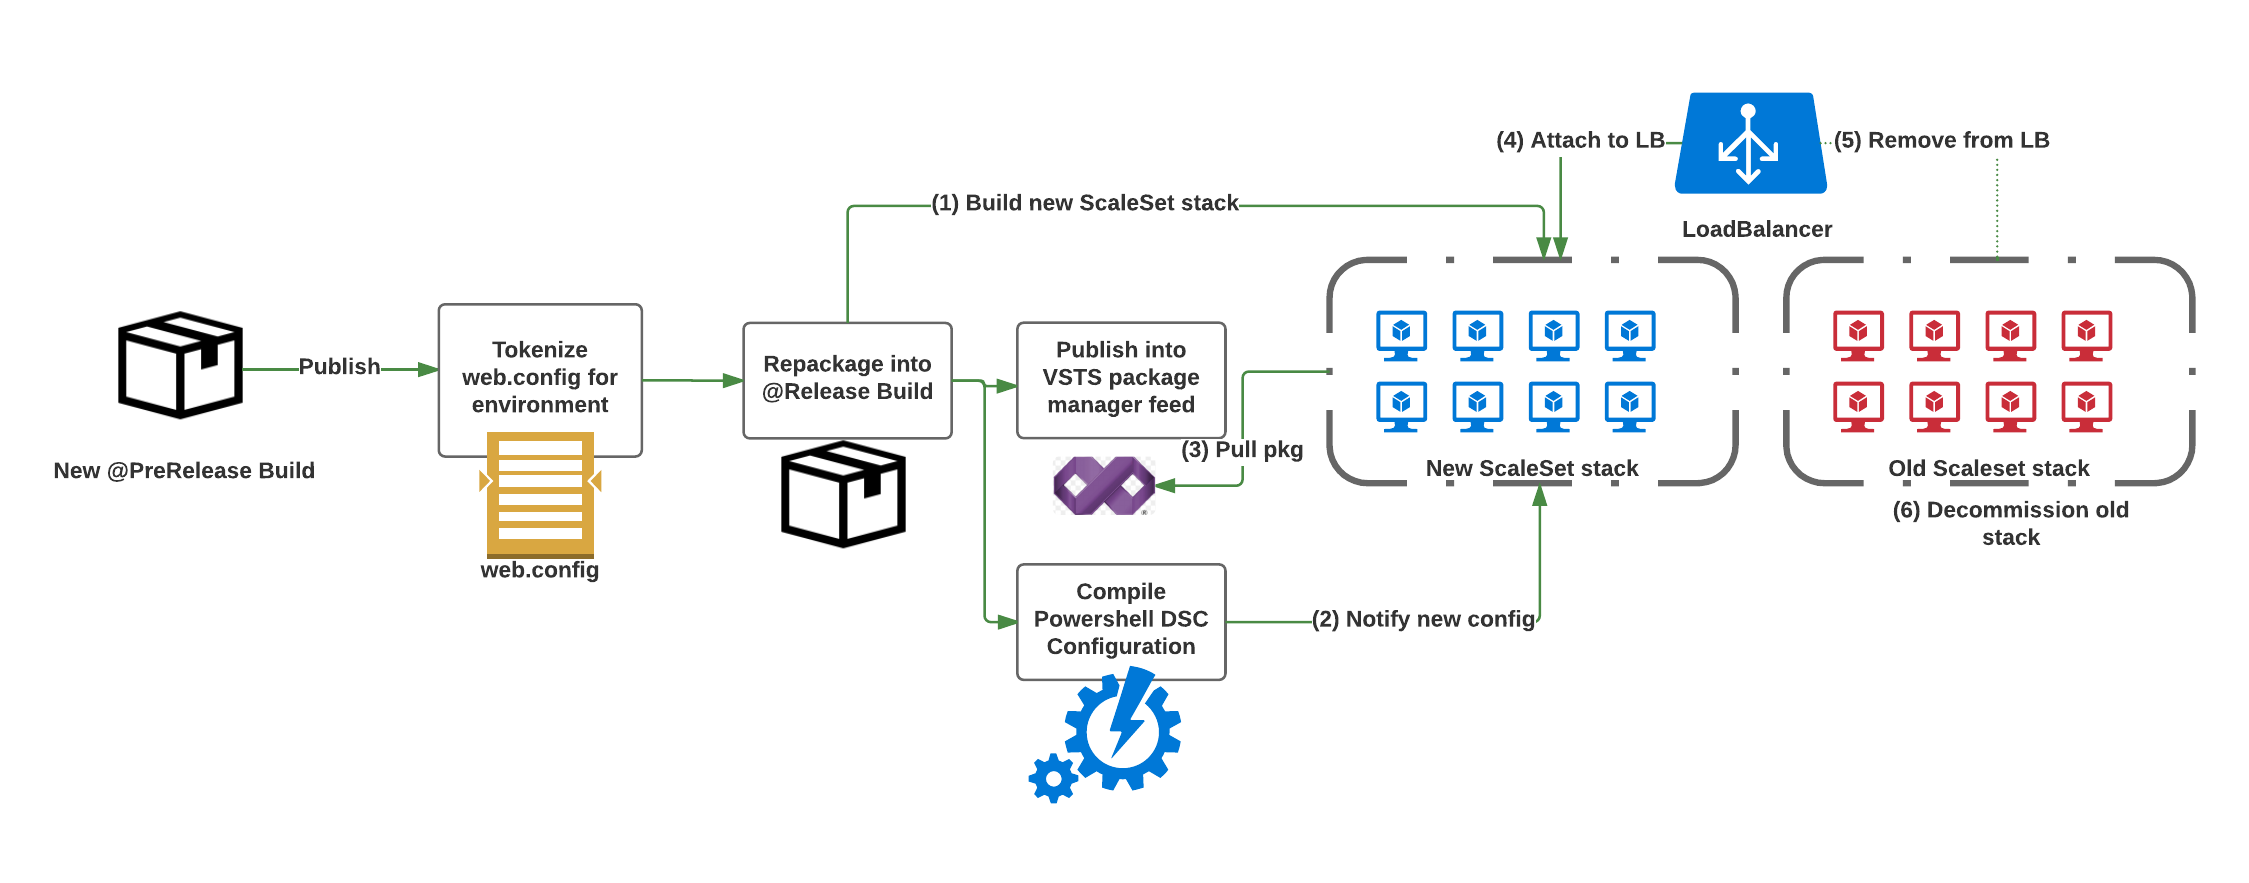 (4) Attach to LB
(5) Remove from LB
(1) Build new ScaleSet stack
LoadBalancer
Publish
Tokenize
web.config for
environment
Repackage into
@Release Build
Publish into
VSTS package
manager feed
(3) Pull pkg
New @PreRelease Build
New ScaleSet stack
Old Scaleset stack
(6) Decommission old
stack
web.config
Compile
Powershell DSC
Configuration
(2) Notify new config